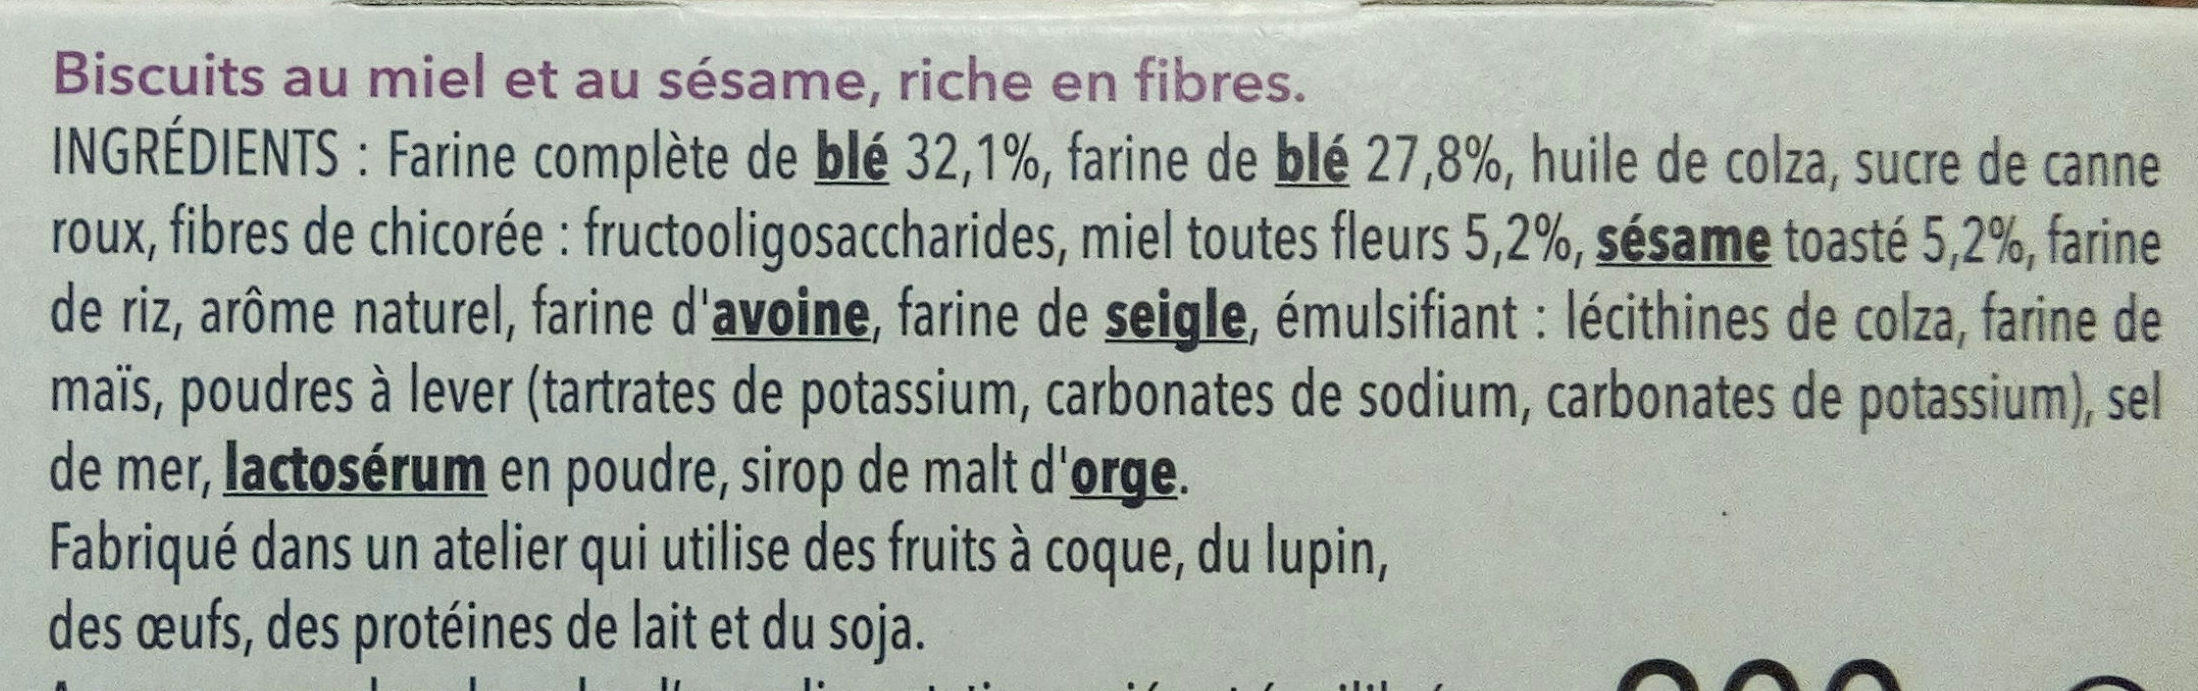 Biscuits au miel et au sésame, riche en fibres.
INGRÉDIENTS : Farine complète de blé 32,1%, farine de blé 27,8%, huile de colza, sucre de canne
roux, fibres de chicorée : fructooligosaccharides, miel toutes fleurs 5,2%, sésame toasté 5,2%, farine
de riz, arôme naturel, farine d'avoine, farine de seigle, émulsifiant : lécithines de colza, farine de
maïs, poudres à lever (tartrates de potassium, carbonates de sodium, carbonates de potassium), sel
de mer, lactosérum en poudre, sirop de malt d'orge.
Fabriqué dans un atelier qui utilise des fruits à coque, du lupin,
des œufs, des protéines de lait et du soja.